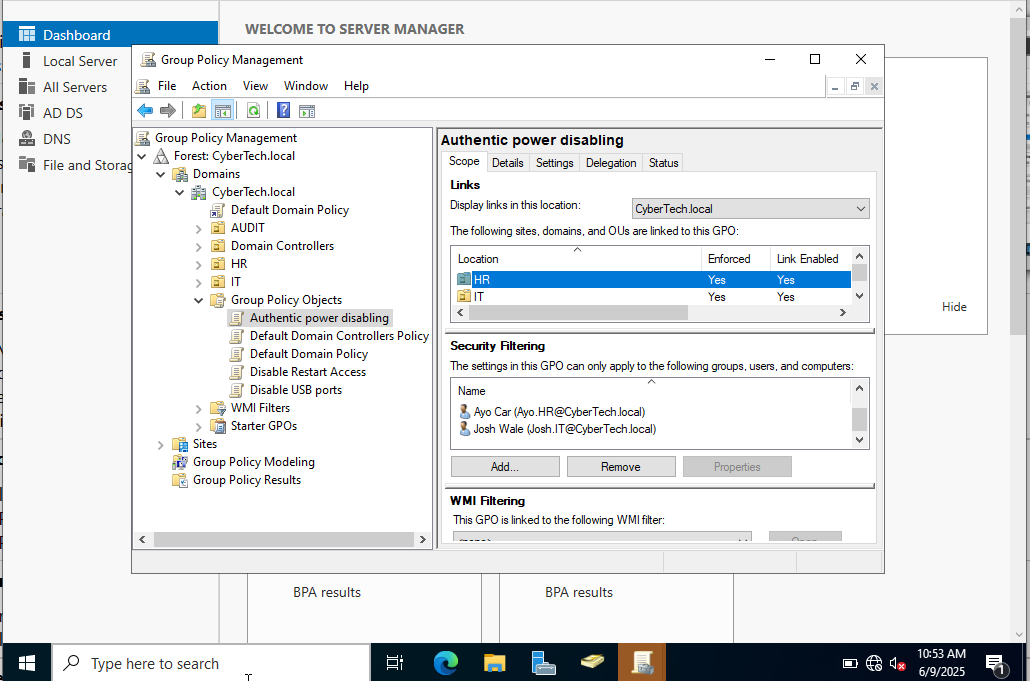 Dashboard
Local Server
All Servers
AD DS
DNS
File and Storag
WELCOME TO SERVER MANAGER
Group Policy Management
File Action View Window Help
Group Policy Management
Forest: CyberTech.local
Domains
CyberTech.local
Default Domain Policy
AUDIT
Domain Controllers
HR
IT
Group Policy Objects
Authentic power disabling
Default Domain Controllers Policy
Default Domain Policy
Disable Restart Access
Disable USB ports
WMI Filters
Starter GPOs
Sites
Group Policy Modeling
Group Policy Results
Authentic power disabling
Scope Details Settings Delegation Status
Links
Display links in this location: CyberTech.local
The following sites, domains, and OUs are linked to this GPO:
Location Enforced Link Enabled
HR Yes Yes
IT Yes Yes
Security Filtering
The settings in this GPO can only apply to the following groups, users, and computers:
Name
Ayo Car (Ayo.HR@CyberTech.local)
Josh Wale (Josh.IT@CyberTech.local)
Add... Remove Properties
WMI Filtering
This GPO is linked to the following WMI filter:
Hide
BPA results BPA results
Type here to search
10:53 AM
6/9/2025
1